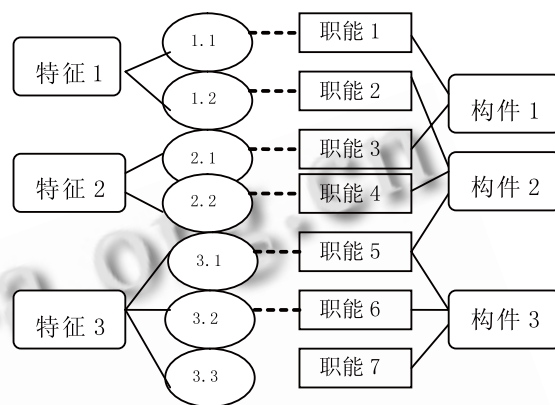 特征 1
1.1
职能 1
1.2
职能 2
构件 1
2.1
职能 3
特征 2
2.2
职能 4
构件 2
3.1
职能 5
特征 3
3.2
职能 6
构件 3
3.3
职能 7